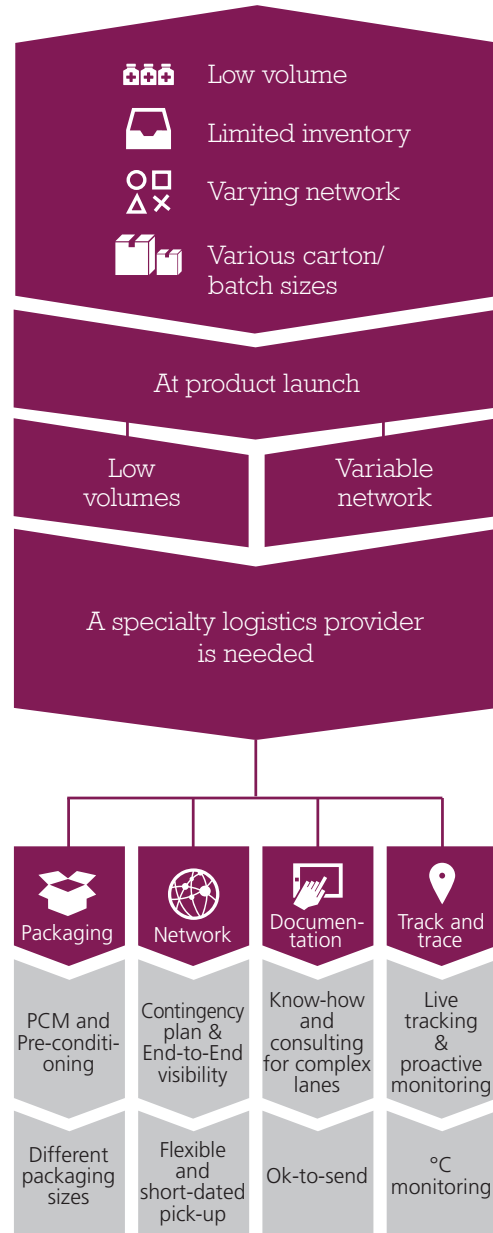 Low volume
Limited inventory
Varying network
Various carton/
batch sizes
At product launch
Low
volumes
Variable
network
A specialty logistics provider
is needed
Packaging
PCM and
Pre-conditi-
oning
Different
packaging
sizes
Network
Contingency
plan &
End-to-End
visibility
Flexible
and
short-dated
pick-up
Documen-
tation
Know-how
and
consulting
for complex
lanes
Ok-to-send
Track and
trace
Live
tracking
&
proactive
monitoring
°C
monitoring